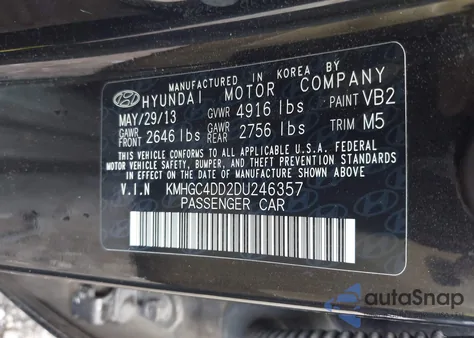 MANUFACTURED IN KOREA BY
HYUNDAI MOTOR COMPANY
MAY/29/13 GVWR 4916 lbs PAINT VB2
GAWR FRONT 2646 lbs GAWR REAR 2756 lbs TRIM M5
THIS VEHICLE CONFORMS TO ALL APPLICABLE U.S.A. FEDERAL
MOTOR VEHICLE SAFETY, BUMPER, AND THEFT PREVENTION STANDARDS
IN EFFECT ON THE DATE OF MANUFACTURE SHOWN ABOVE.
V.I.N KMHGC4DD2DU246357
PASSENGER CAR
autoSnap